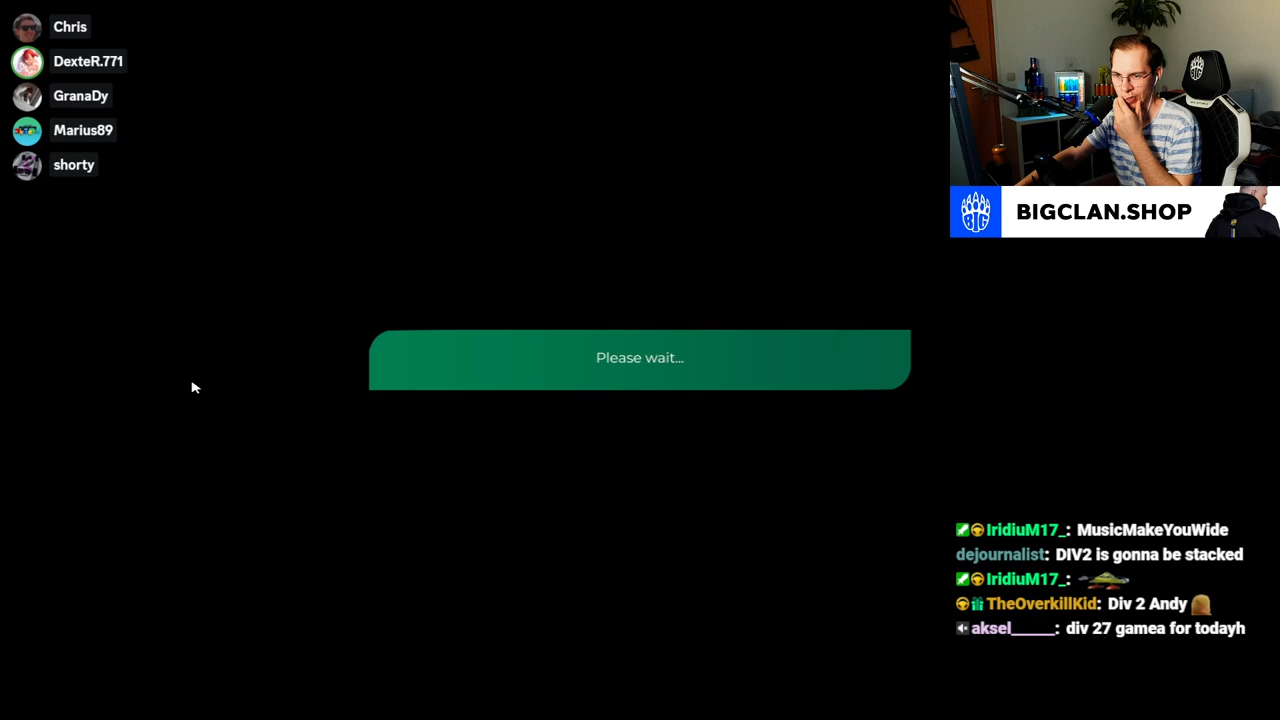 Chris
DexteR.771
GranaDy
Marius89
shorty
BIG
BIGCLAN.SHOP
Please wait...
IridiuM17_: MusicMakeYouWide
dejournalist: DIV2 is gonna be stacked
IridiuM17_:
TheOverkillKid: Div 2 Andy
aksel_____: div 27 gamea for todayh